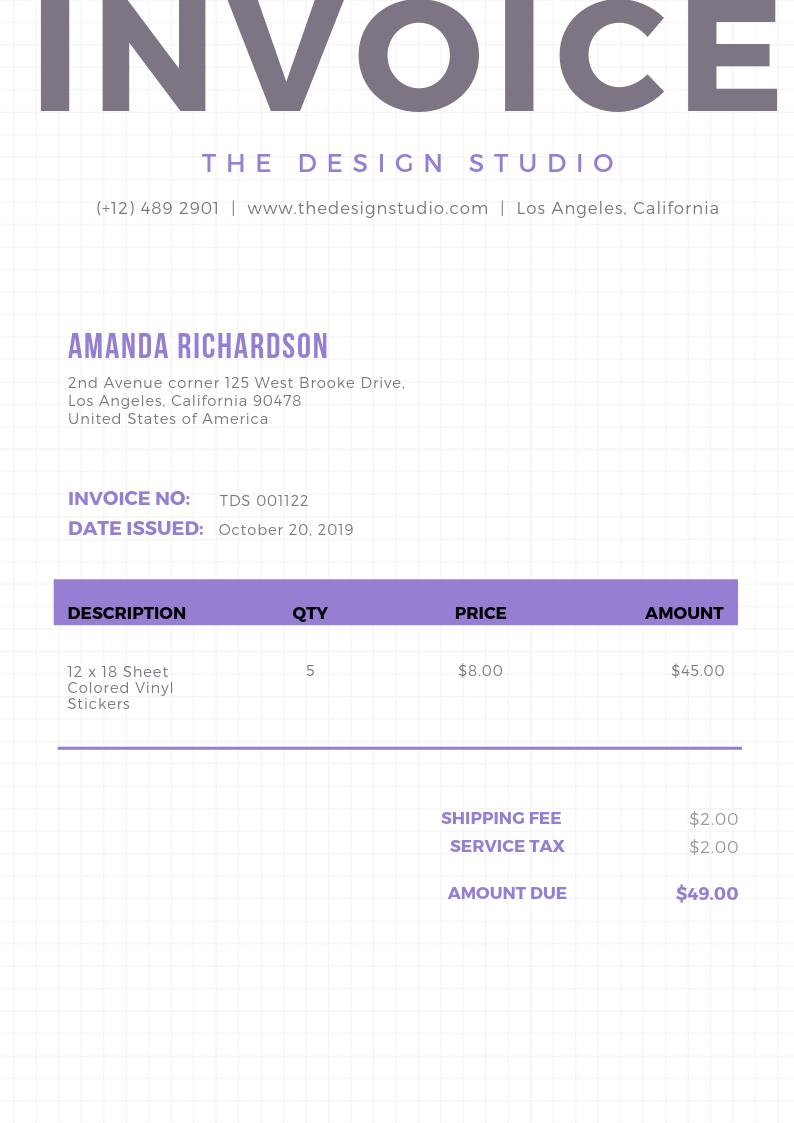 INVOICE
THE DESIGN STUDIO
(+12) 489 2901 | www.thedesignstudio.com | Los Angeles, California
AMANDA RICHARDSON
2nd Avenue corner 125 West Brooke Drive,
Los Angeles, California 90478
United States of America
INVOICE NO: TDS 001122
DATE ISSUED: October 20, 2019
DESCRIPTION QTY PRICE AMOUNT
12 x 18 Sheet 5 $8.00 $45.00
Colored Vinyl
Stickers
SHIPPING FEE $2.00
SERVICE TAX $2.00
AMOUNT DUE $49.00